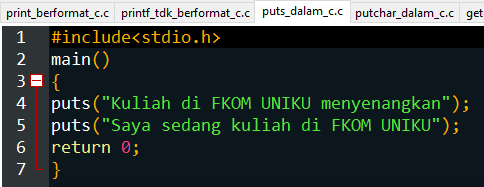 print_berformat_c.c printf_tdk_berformat_c.c puts_dalam_c.c putchar_dalam_c.c getc
1 #include<stdio.h>
2 main()
3 {
4 puts("Kuliah di FKOM UNIKU menyenangkan");
5 puts("Saya sedang kuliah di FKOM UNIKU");
6 return 0;
7 }